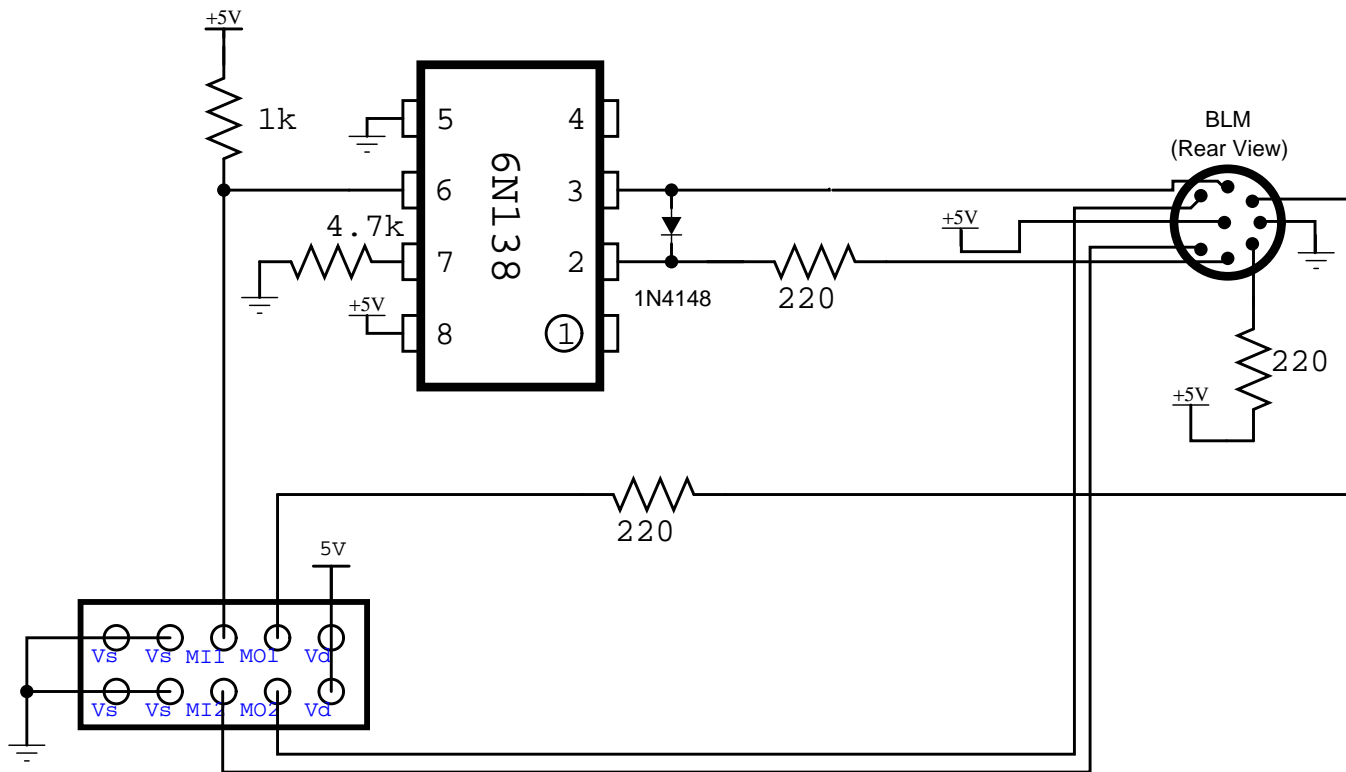 +5V
1k
6N138
5
4
6
3
7
2
8
1
4.7k
+5V
1N4148
220
BLM
(Rear View)
+5V
220
+5V
220
5V
Vs Vs MI1 MO1 Vd
Vs Vs MI2 MO2 Vd